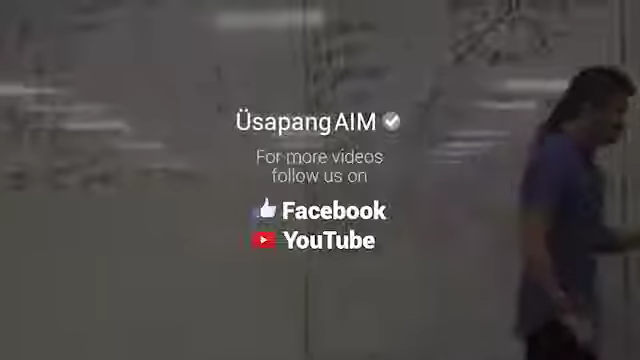 ÜsapangAIM
For more videos
follow us on
Facebook
YouTube